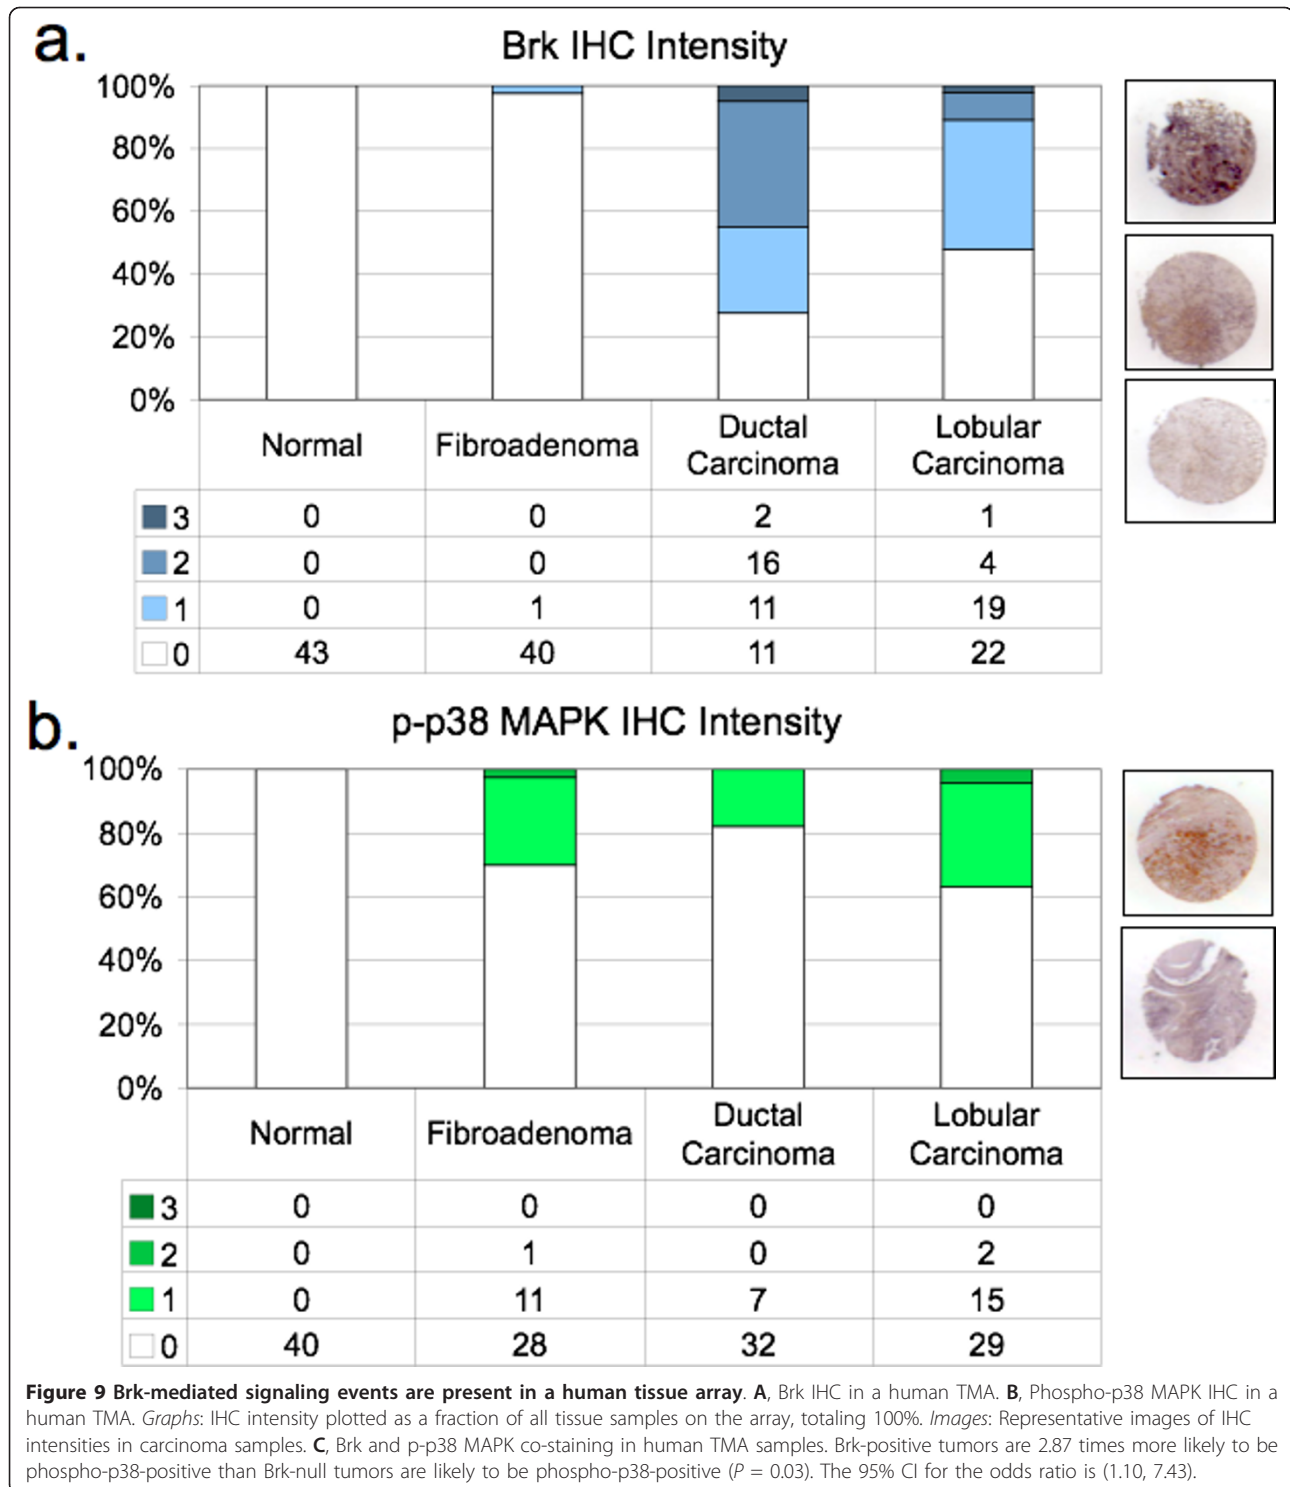 a.
Brk IHC Intensity
100%
80%
60%
40%
20%
0%
Normal Fibroadenoma Ductal Carcinoma Lobular Carcinoma
3 0 0 2 1
2 0 0 16 4
1 0 1 11 19
0 43 40 11 22
b.
p-p38 MAPK IHC Intensity
100%
80%
60%
40%
20%
0%
Normal Fibroadenoma Ductal Carcinoma Lobular Carcinoma
3 0 0 0 0
2 0 1 0 2
1 0 11 7 15
0 40 28 32 29
Figure 9 Brk-mediated signaling events are present in a human tissue array. A, Brk IHC in a human TMA. B, Phospho-p38 MAPK IHC in a
human TMA. Graphs: IHC intensity plotted as a fraction of all tissue samples on the array, totaling 100%. Images: Representative images of IHC
intensities in carcinoma samples. C, Brk and p-p38 MAPK co-staining in human TMA samples. Brk-positive tumors are 2.87 times more likely to be
phospho-p38-positive than Brk-null tumors are likely to be phospho-p38-positive (P = 0.03). The 95% CI for the odds ratio is (1.10, 7.43).